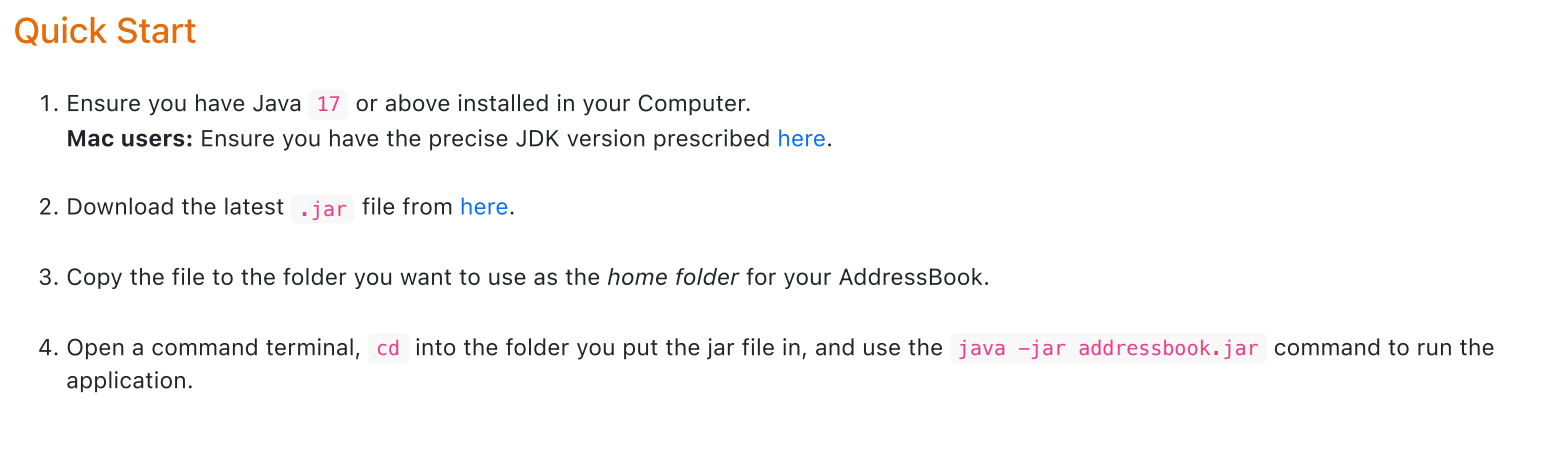 Quick Start
1. Ensure you have Java 17 or above installed in your Computer.
Mac users: Ensure you have the precise JDK version prescribed here.
2. Download the latest .jar file from here.
3. Copy the file to the folder you want to use as the home folder for your AddressBook.
4. Open a command terminal, cd into the folder you put the jar file in, and use the java -jar addressbook.jar command to run the
application.